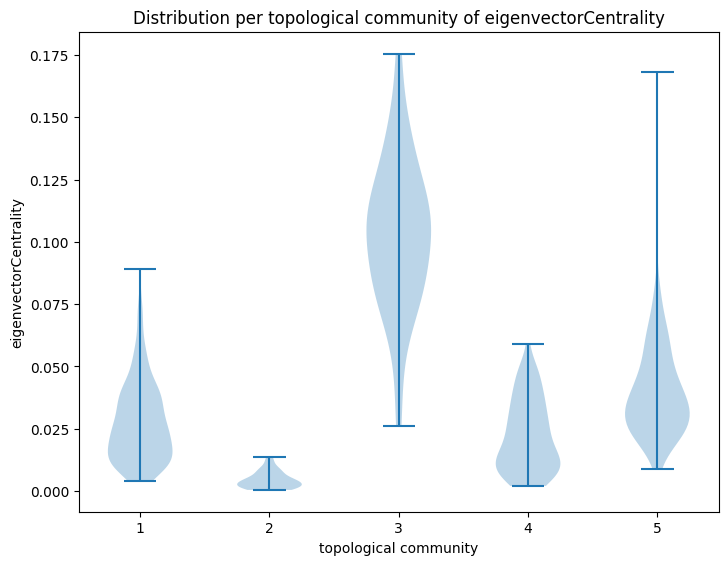 Distribution per topological community of eigenvectorCentrality
0.175
0.150
0.125
0.100
0.075
0.050
0.025
0.000
eigenvectorCentrality
1 2 3 4 5
topological community